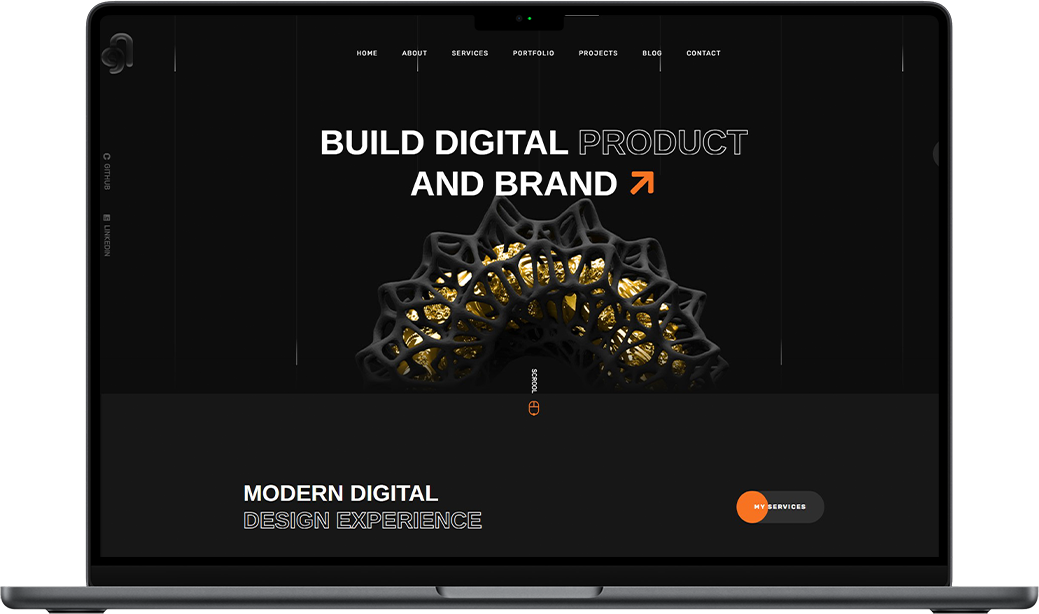 HOME ABOUT SERVICES PORTFOLIO PROJECTS BLOG CONTACT
BUILD DIGITAL PRODUCT
AND BRAND
GITHUB
LINKEDIN
SCROOL
MODERN DIGITAL
DESIGN EXPERIENCE
MY SERVICES